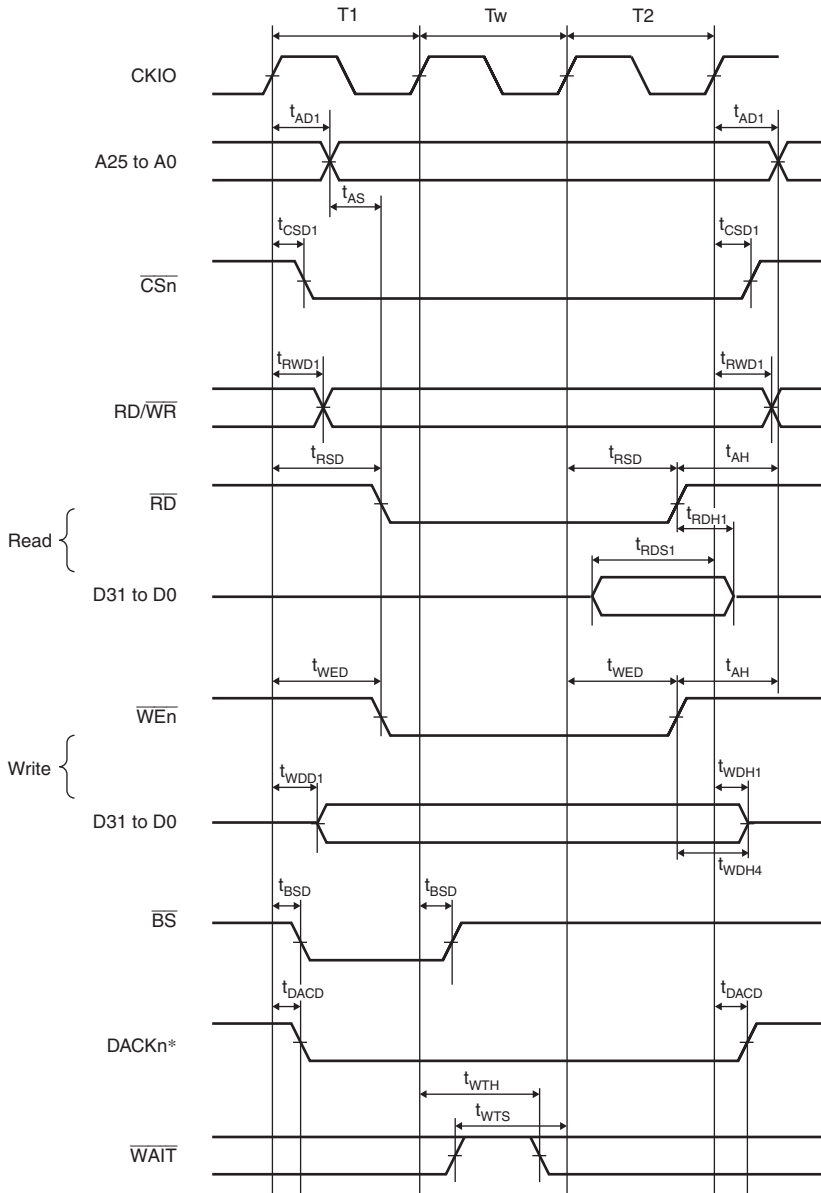 T1 Tw T2
CKIO
tAD1 tAD1
A25 to A0
tAS
tCSD1 tCSD1
CSn
tRWD1 tRWD1
RD/WR
tRSD tRSD tAH
RD
tRDH1
Read
tRDS1
D31 to D0
tWED tWED tAH
WEn
Write
tWDD1 tWDH1
D31 to D0
tWDH4
tBSD tBSD
BS
tDACD tDACD
DACKn*
tWTH
tWTS
WAIT